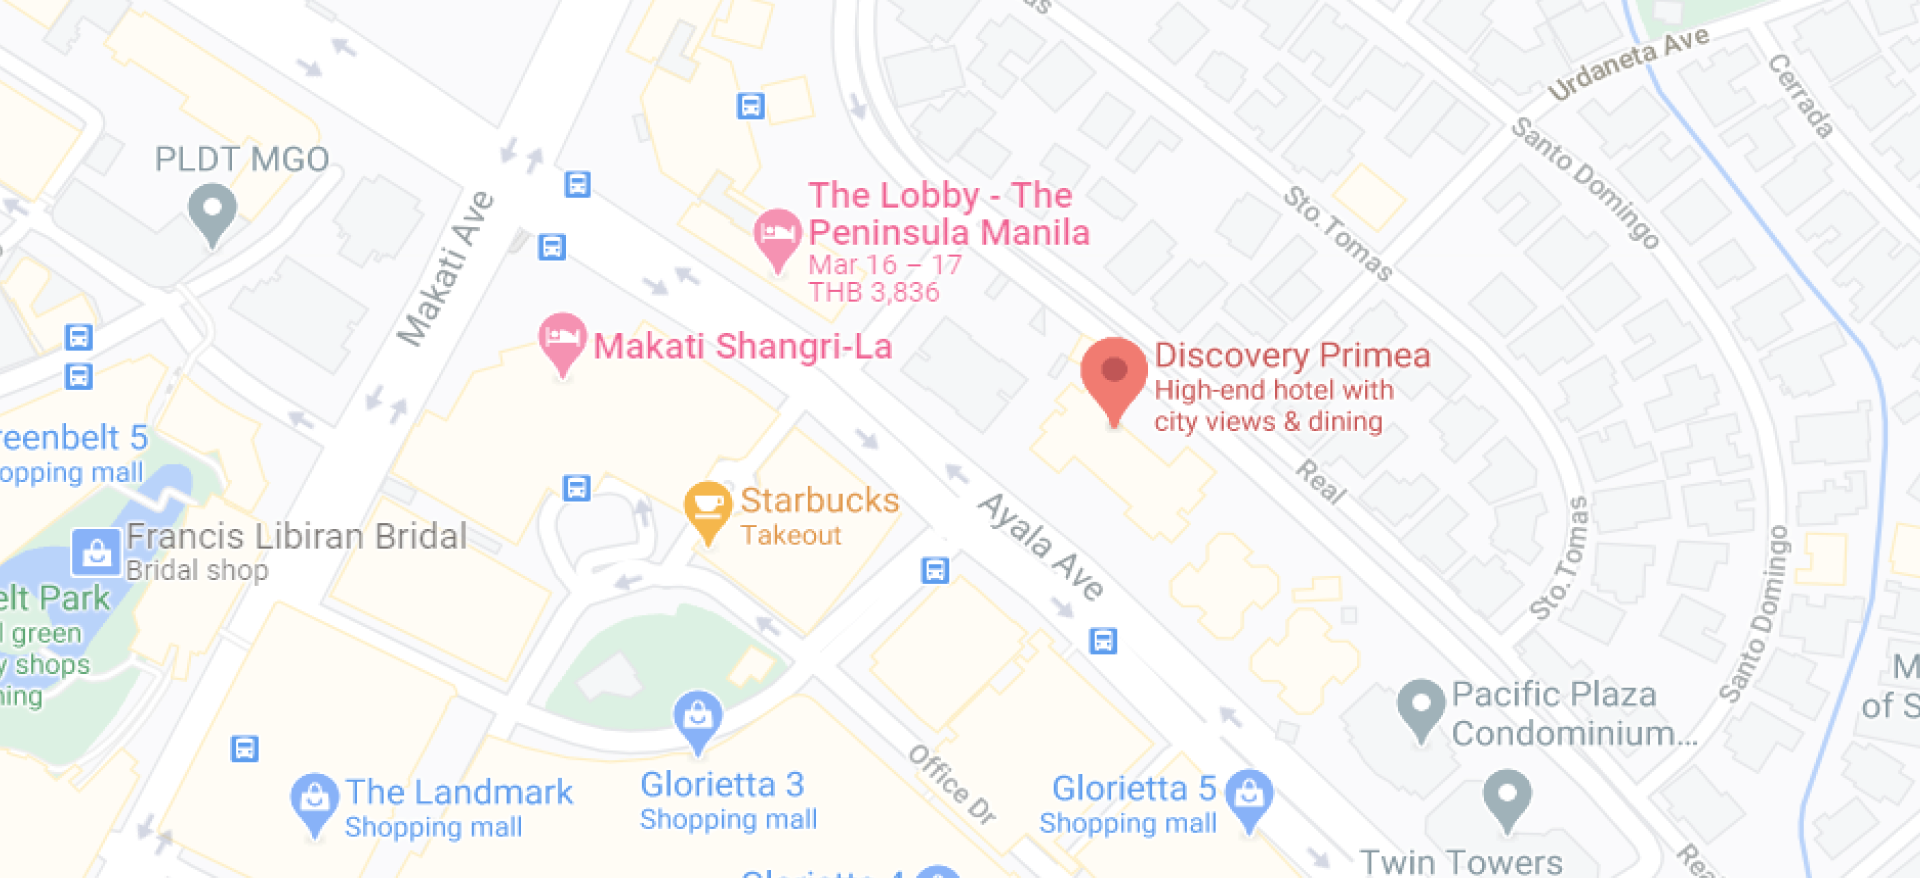 Urdaneta Ave
Cerrada
PLDT MGO
Santo Domingo
Makati Ave
The Lobby - The
Peninsula Manila
Mar 16 – 17
THB 3,836
Sto.Tomas
Makati Shangri-La
Discovery Primea
High-end hotel with
city views & dining
reenbelt 5
opping mall
Real
Starbucks
Takeout
Ayala Ave
Francis Libiran Bridal
Bridal shop
Sto.Tomas
Santo Domingo
elt Park
l green
y shops
ning
Pacific Plaza
Condominium...
M
of S
The Landmark
Shopping mall
Glorietta 3
Shopping mall
Office Dr
Glorietta 5
Shopping mall
Twin Towers
Rea